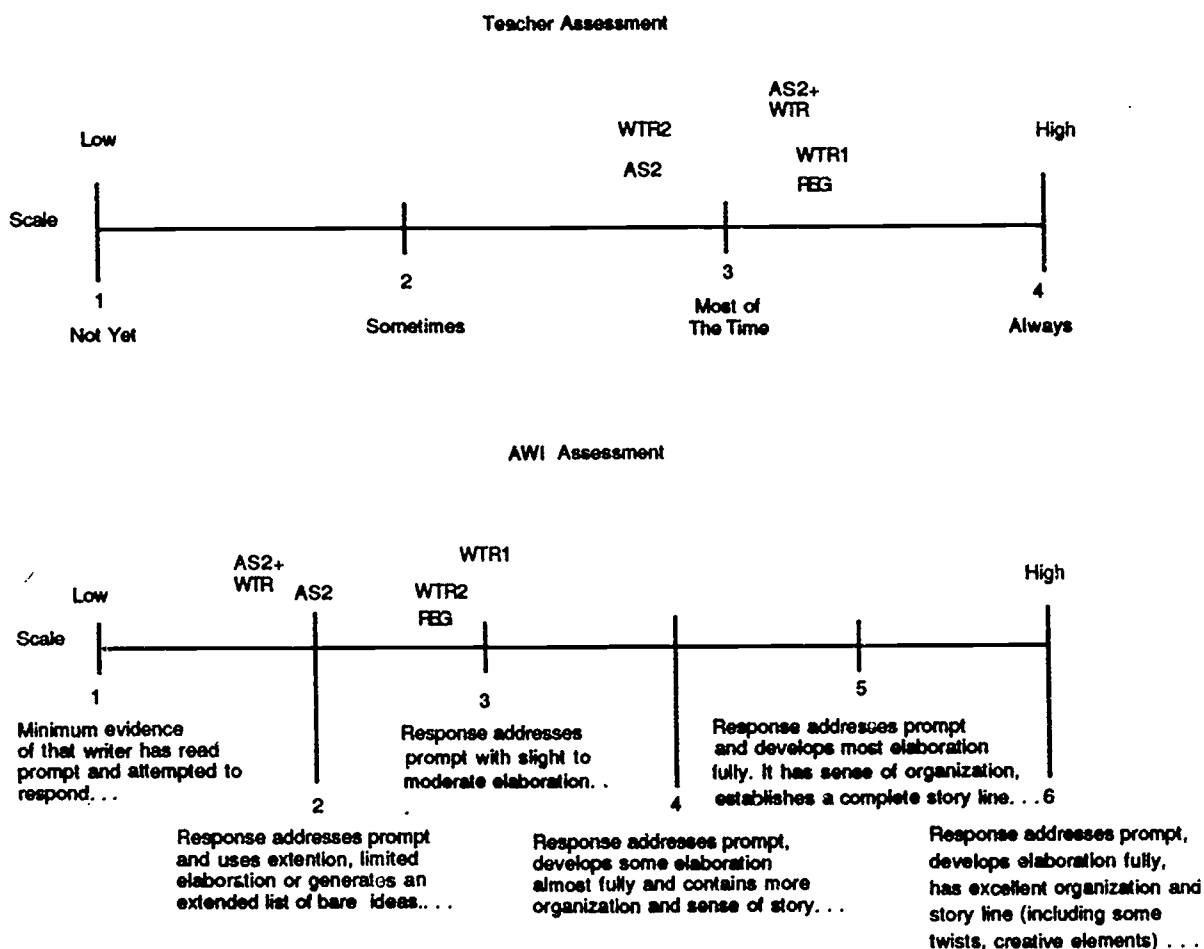 Teacher Assessment
AS2+
WTR
WTR2
Low
High
WTR1
AS2
PEG
Scale
1
2
3
4
Not Yet
Sometimes
Most of
The Time
Always
AWI Assessment
WTR1
AS2+
WTR
AS2
WTR2
PEG
Low
High
Scale
1
3
5
Minimum evidence
of that writer has read
prompt and attempted to
respond. . .
Response addresses
prompt with slight to
moderate elaboration. .
Response addresses prompt
and develops most elaboration
fully. It has sense of organization,
establishes a complete story line. . .
2
4
6
Response addresses prompt
and uses extention, limited
elaboration or generates an
extended list of bare ideas.. . .
Response addresses prompt,
develops some elaboration
almost fully and contains more
organization and sense of story. . .
Response addresses prompt,
develops elaboration fully,
has excellent organization and
story line (including some
twists, creative elements) . . .